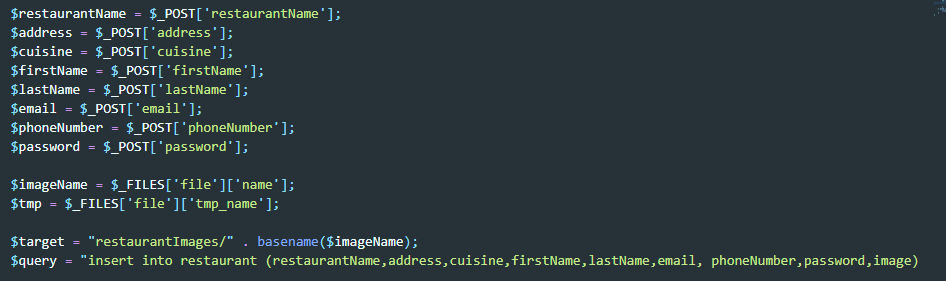 $restaurantName = $_POST['restaurantName'];
$address = $_POST['address'];
$cuisine = $_POST['cuisine'];
$firstName = $_POST['firstName'];
$lastName = $_POST['lastName'];
$email = $_POST['email'];
$phoneNumber = $_POST['phoneNumber'];
$password = $_POST['password'];
$imageName = $_FILES['file']['name'];
$tmp = $_FILES['file']['tmp_name'];
$target = "restaurantImages/" . basename($imageName);
$query = "insert into restaurant (restaurantName,address,cuisine,firstName,lastName,email, phoneNumber,password,image)